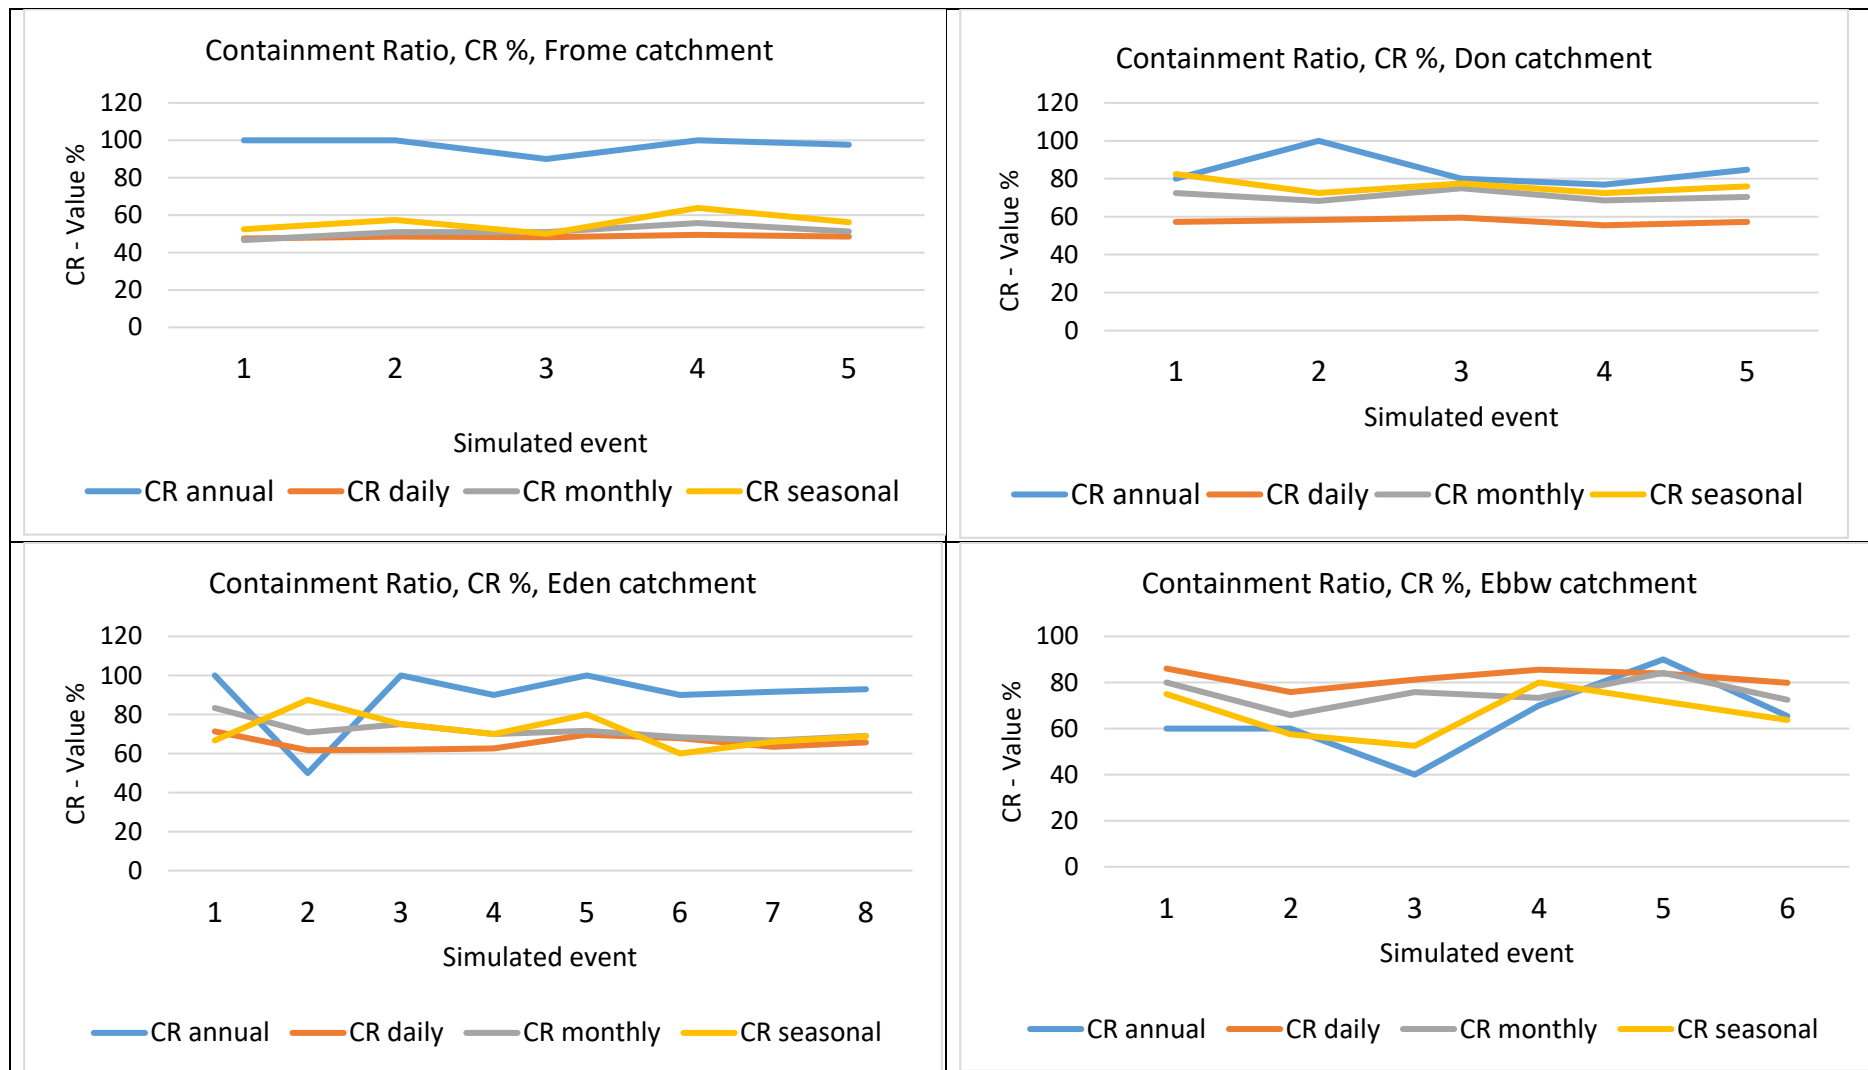 Containment Ratio, CR %, Frome catchment
CR - Value %
120
100
80
60
40
20
0
1 2 3 4 5
Simulated event
CR annual CR daily CR monthly CR seasonal
Containment Ratio, CR %, Don catchment
CR - Value %
120
100
80
60
40
20
0
1 2 3 4 5
Simulated event
CR annual CR daily CR monthly CR seasonal
Containment Ratio, CR %, Eden catchment
CR - Value %
120
100
80
60
40
20
0
1 2 3 4 5 6 7 8
Simulated event
CR annual CR daily CR monthly CR seasonal
Containment Ratio, CR %, Ebbw catchment
CR - Value %
100
80
60
40
20
0
1 2 3 4 5 6
Simulated event
CR annual CR daily CR monthly CR seasonal